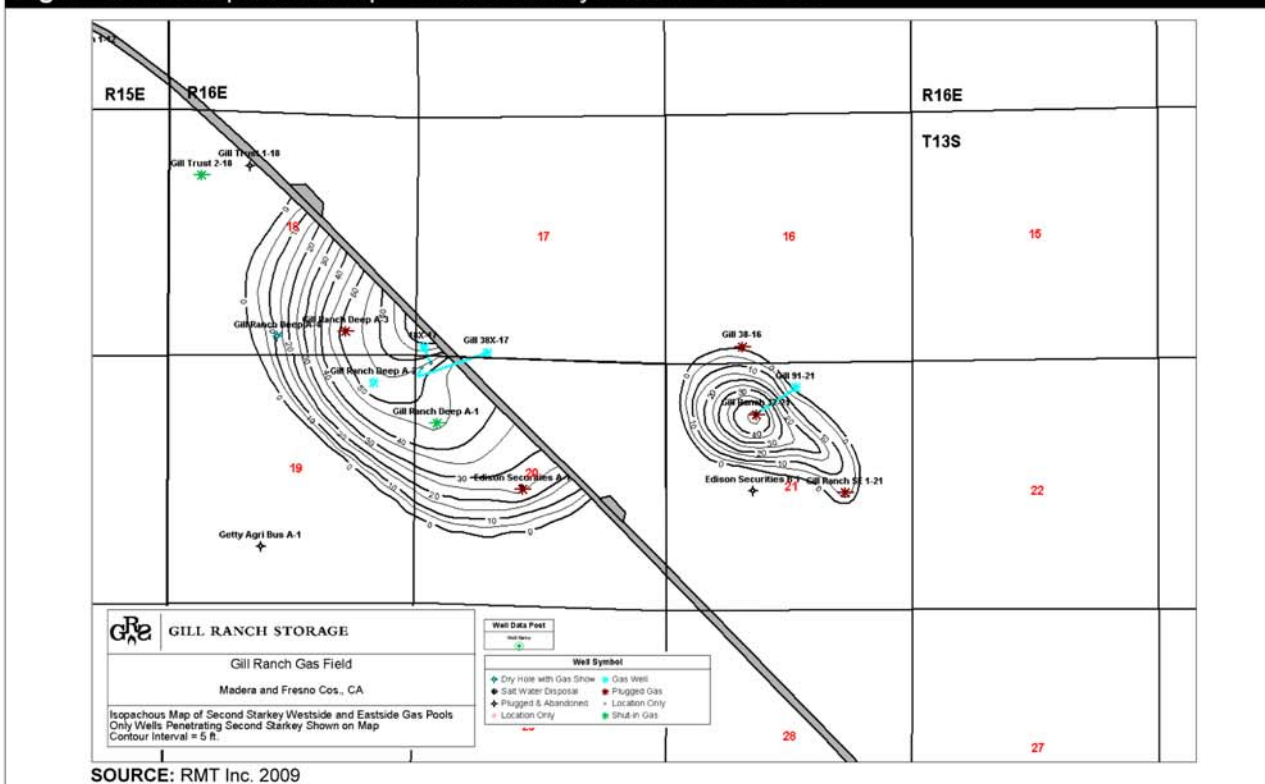 R15E
R16E
R16E
T13S
Gill Trust 1-18
Gill Trust 2-18
18
17
16
15
Gill Ranch Deep A-3
Gill Ranch Deep A-4
Gill 38X-17
Gill 38-16
Gill Ranch Deep A-2
Gill 91-21
Gill Ranch Deep A-1
19
20
Edison Securities A-1
Edison Securities B-1
21
Gill Ranch SE 1-21
22
Getty Agri Bus A-1
GRS
GILL RANCH STORAGE
Gill Ranch Gas Field
Madera and Fresno Cos., CA
Isopachous Map of Second Starkey Westside and Eastside Gas Pools
Only Wells Penetrating Second Starkey Shown on Map
Contour Interval = 5 ft.
Well Data Post
Well Name
Well Symbol
Dry Hole with Gas Show
Gas Well
Salt Water Disposal
Plugged Gas
Plugged & Abandoned
Location Only
Location Only
Shut-in Gas
28
27
SOURCE: RMT Inc. 2009